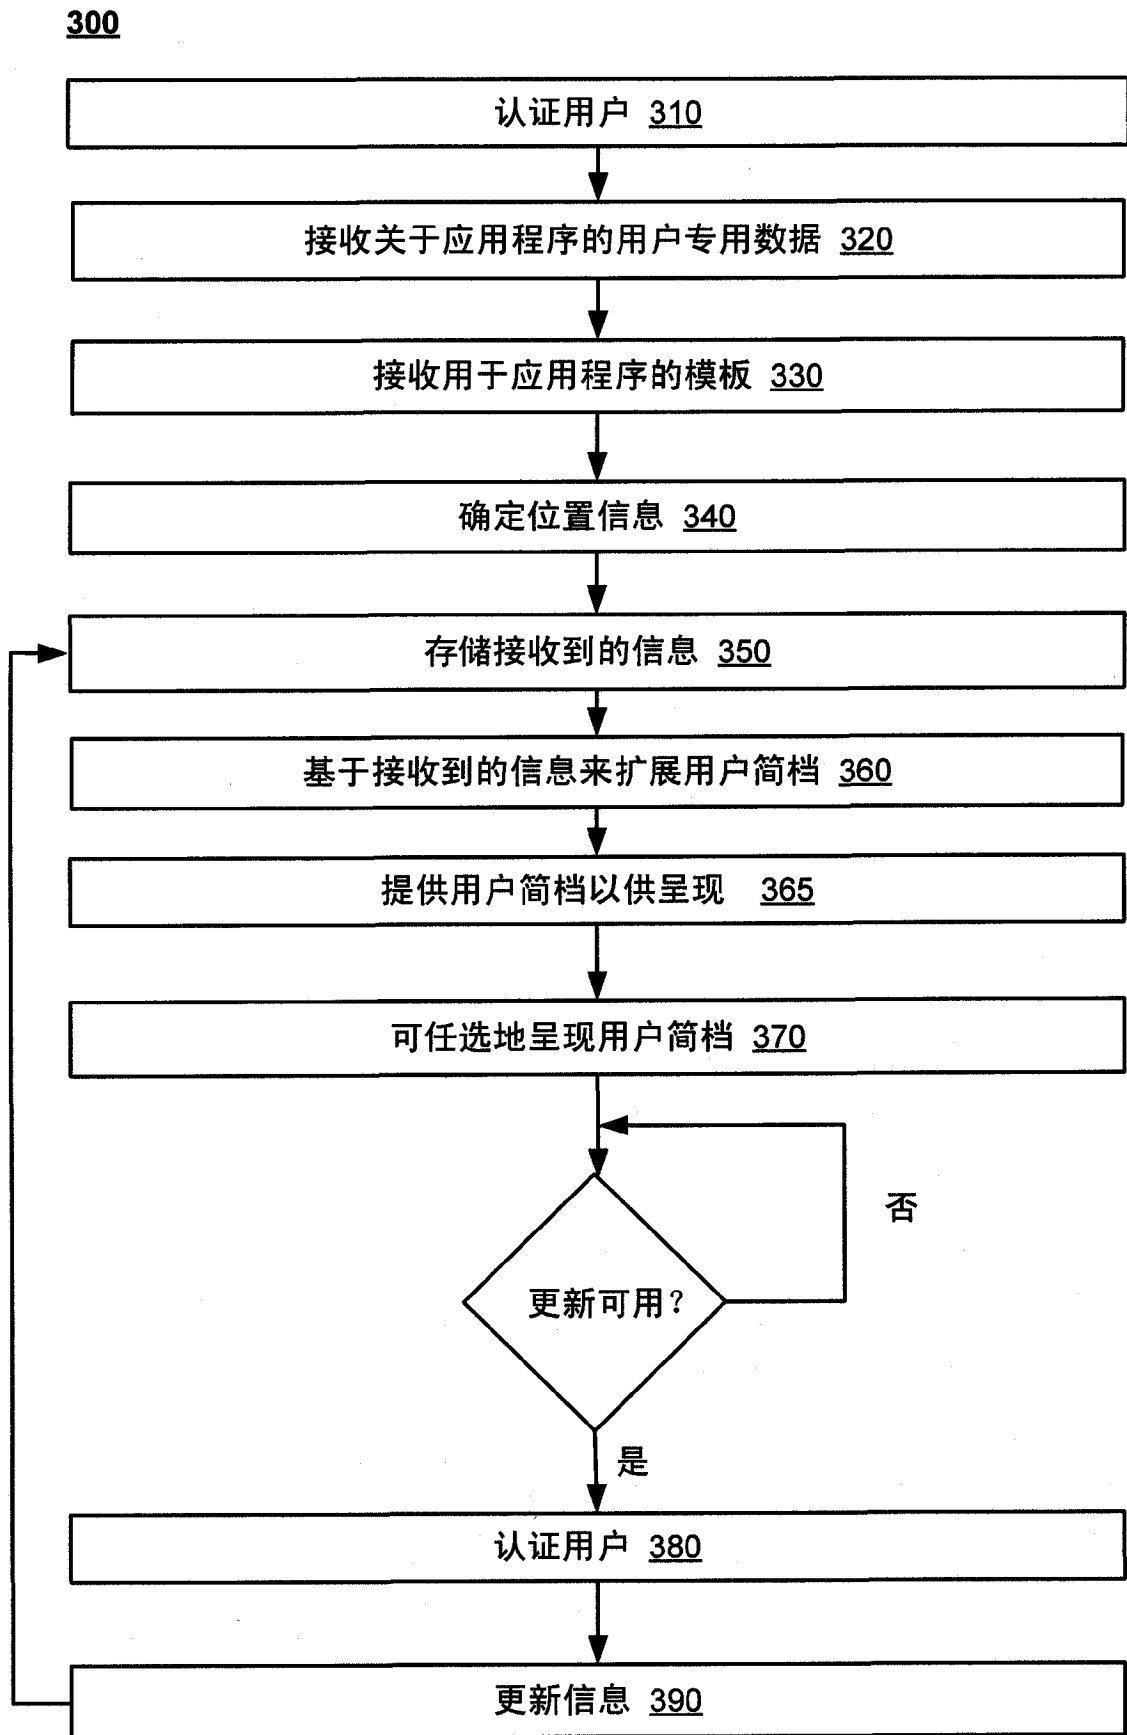 300
认证用户 310
接收关于应用程序的用户专用数据 320
接收用于应用程序的模板 330
确定位置信息 340
存储接收到的信息 350
基于接收到的信息来扩展用户简档 360
提供用户简档以供呈现 365
可任选地呈现用户简档 370
否
更新可用？
是
认证用户 380
更新信息 390